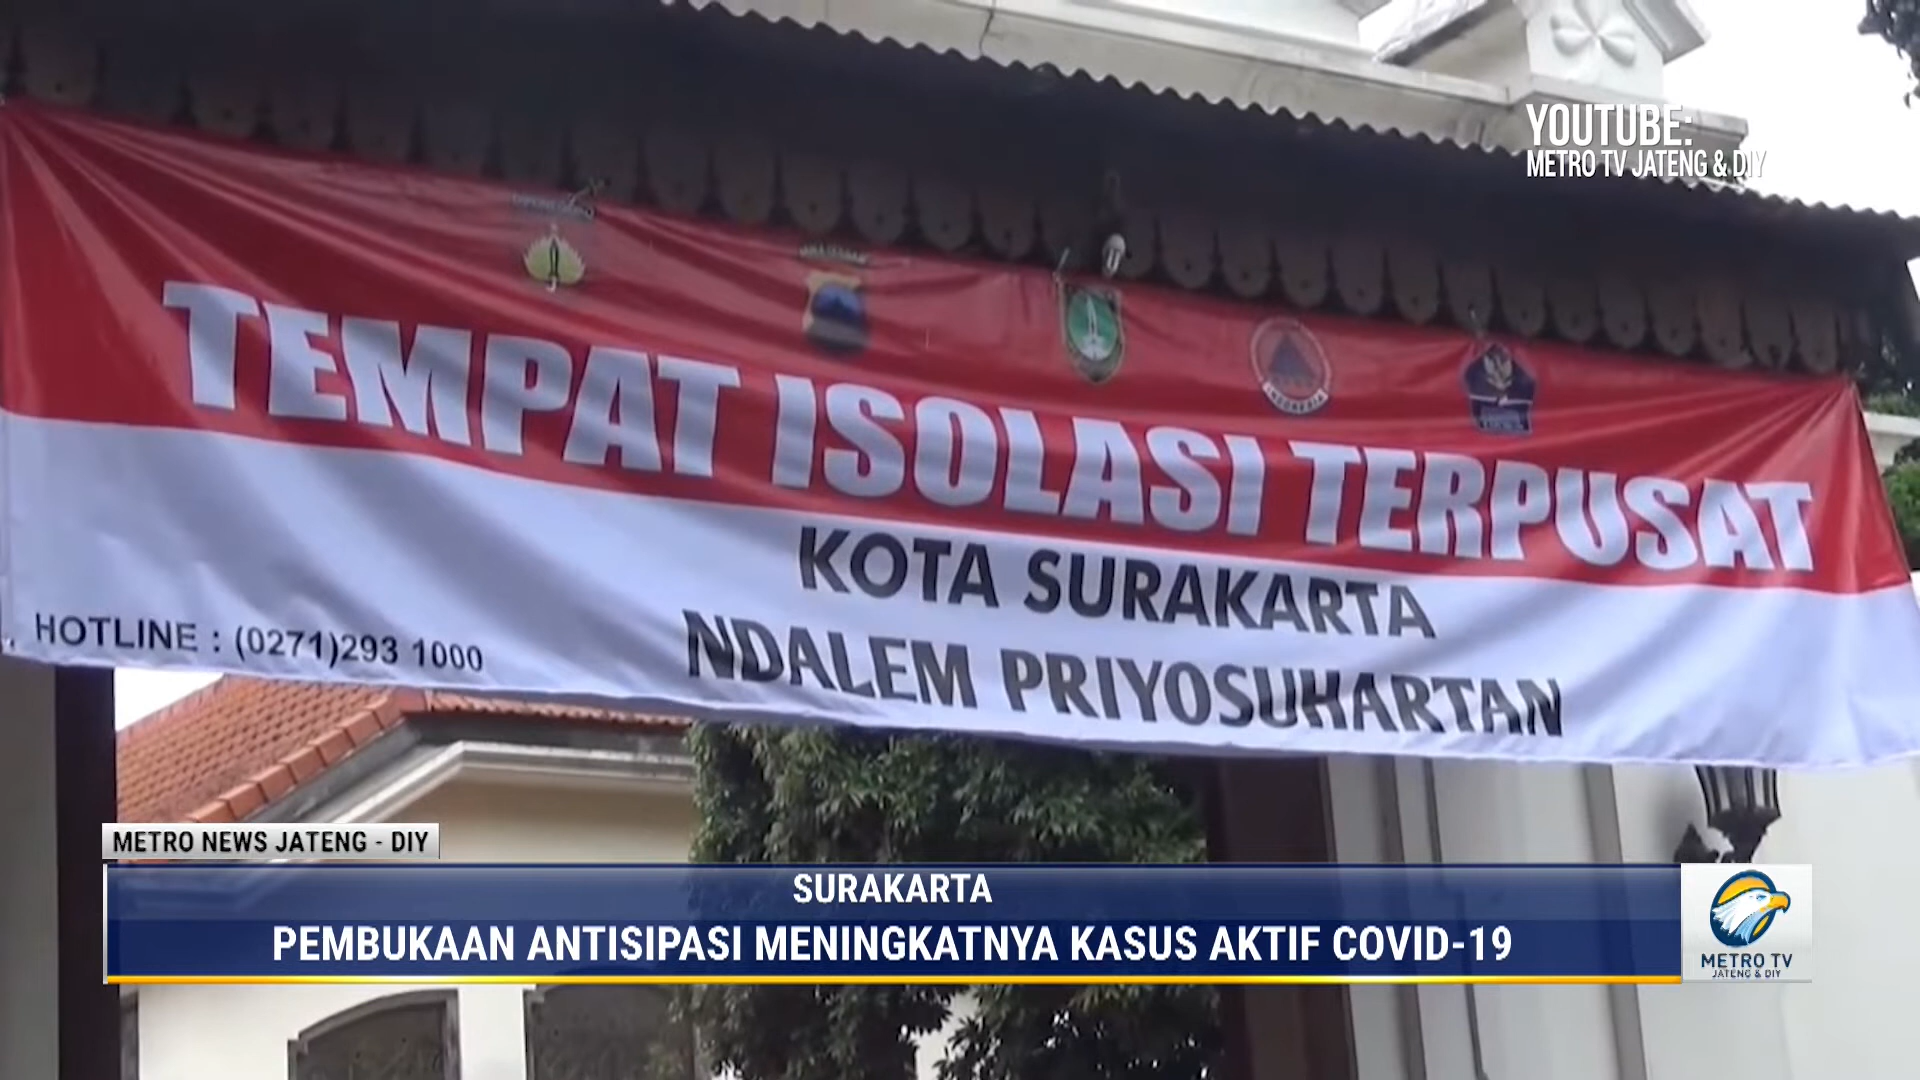 YOUTUBE:
METRO TV JATENG & DIY
TEMPAT ISOLASI TERPUSAT
KOTA SURAKARTA
NDALEM PRIYOSUHARTAN
HOTLINE : (0271)293 1000
METRO NEWS JATENG - DIY
SURAKARTA
PEMBUKAAN ANTISIPASI MENINGKATNYA KASUS AKTIF COVID-19
METRO TV
JATENG & DIY